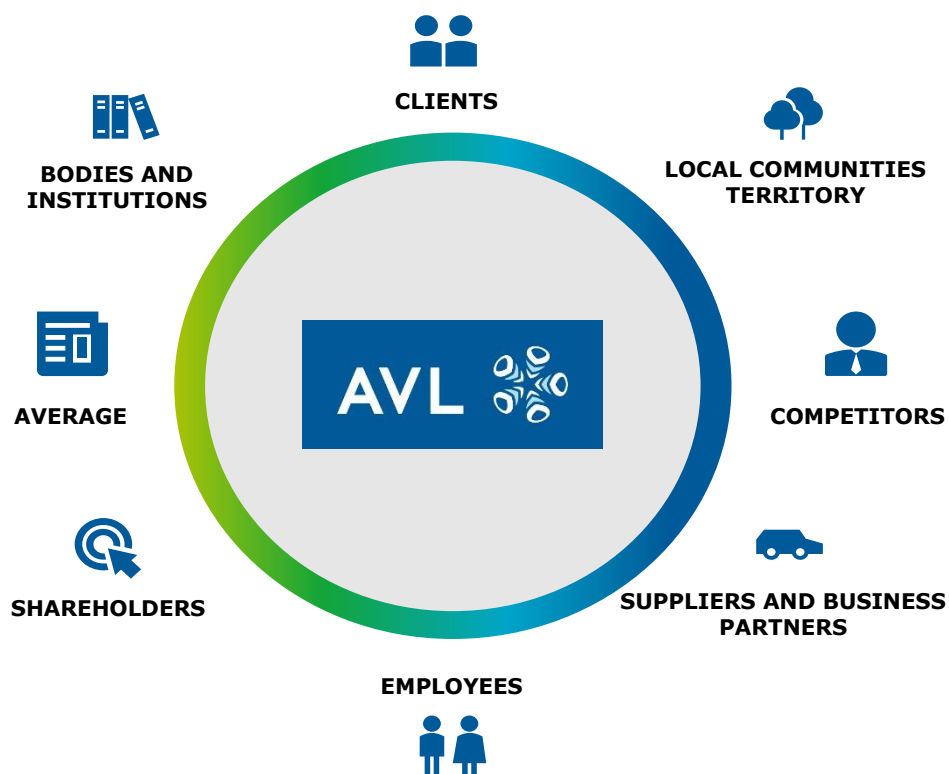 CLIENTS
BODIES AND
INSTITUTIONS
LOCAL COMMUNITIES
TERRITORY
AVL
AVERAGE
COMPETITORS
SHAREHOLDERS
SUPPLIERS AND BUSINESS
PARTNERS
EMPLOYEES